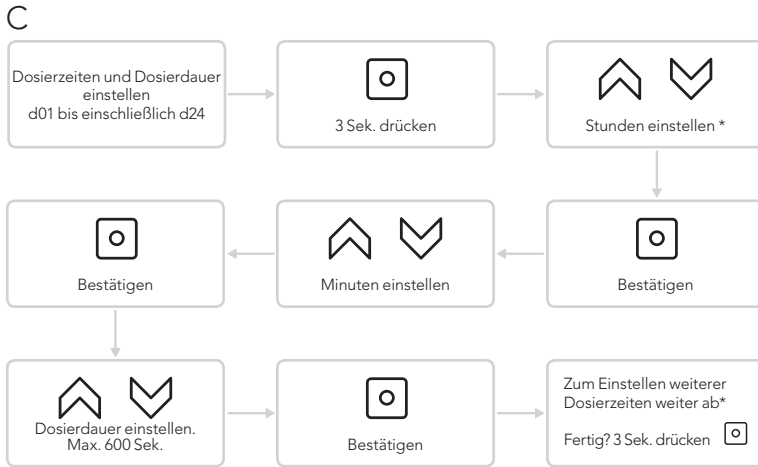 C
Dosierzeiten und Dosierdauer
einstellen
d01 bis einschließlich d24
3 Sek. drücken
Stunden einstellen *
Bestätigen
Minuten einstellen
Bestätigen
Dosierdauer einstellen.
Max. 600 Sek.
Bestätigen
Zum Einstellen weiterer
Dosierzeiten weiter ab*
Fertig? 3 Sek. drücken